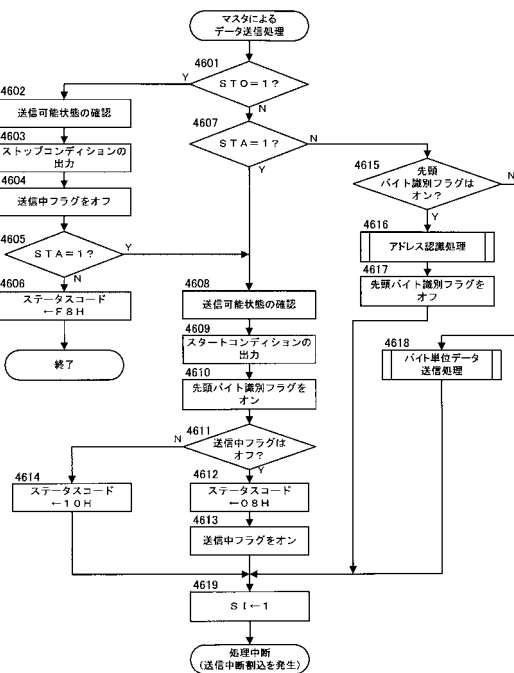 マスタによる
データ送信処理
4601
STO=1?
Y
N
4602
送信可能状態の確認
4603
ストップコンディションの
出力
4604
送信中フラグをオフ
4605
STA=1?
Y
N
4606
ステータスコード
←F8H
終了
4607
STA=1?
N
Y
4608
送信可能状態の確認
4609
スタートコンディションの
出力
4610
先頭バイト識別フラグを
オン
4611
送信中フラグは
オフ?
N
Y
4614
ステータスコード
←10H
4612
ステータスコード
←08H
4613
送信中フラグをオン
4615
先頭
バイト識別フラグは
オン?
N
Y
4616
アドレス認識処理
4617
先頭バイト識別フラグを
オフ
4618
バイト単位データ
送信処理
4619
SI←1
処理中断
(送信中断割込を発生)